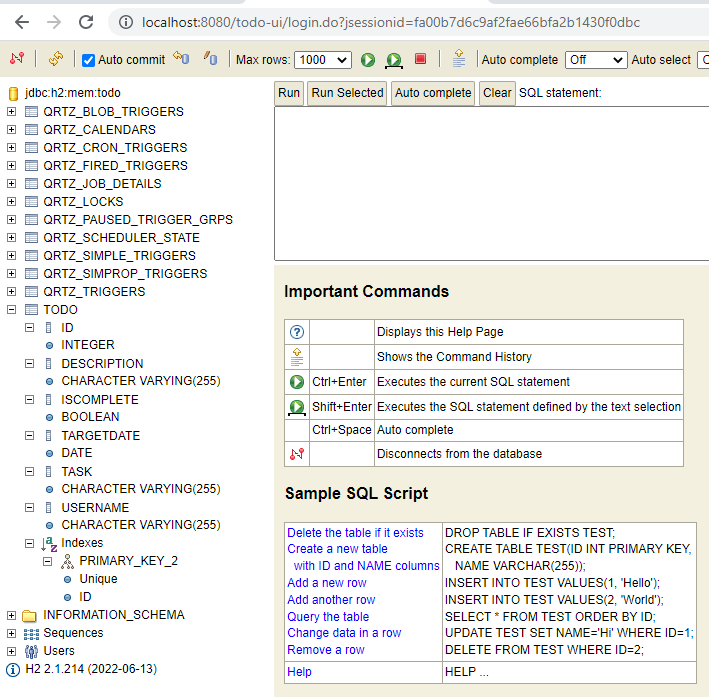 localhost:8080/todo-ui/login.do?jsessionid=fa00b7d6c9af2fae66bfa2b1430f0dbc
Auto commit Max rows: 1000 Auto complete Off Auto select
jdbc:h2:mem:todo
QRTZ_BLOB_TRIGGERS
QRTZ_CALENDARS
QRTZ_CRON_TRIGGERS
QRTZ_FIRED_TRIGGERS
QRTZ_JOB_DETAILS
QRTZ_LOCKS
QRTZ_PAUSED_TRIGGER_GRPS
QRTZ_SCHEDULER_STATE
QRTZ_SIMPLE_TRIGGERS
QRTZ_SIMPROP_TRIGGERS
QRTZ_TRIGGERS
TODO
ID
INTEGER
DESCRIPTION
CHARACTER VARYING(255)
ISCOMPLETE
BOOLEAN
TARGETDATE
DATE
TASK
CHARACTER VARYING(255)
USERNAME
CHARACTER VARYING(255)
Indexes
PRIMARY_KEY_2
Unique
ID
INFORMATION_SCHEMA
Sequences
Users
H2 2.1.214 (2022-06-13)
Run Run Selected Auto complete Clear SQL statement:
Important Commands
Displays this Help Page
Shows the Command History
Ctrl+Enter Executes the current SQL statement
Shift+Enter Executes the SQL statement defined by the text selection
Ctrl+Space Auto complete
Disconnects from the database
Sample SQL Script
Delete the table if it exists DROP TABLE IF EXISTS TEST;
Create a new table CREATE TABLE TEST(ID INT PRIMARY KEY,
with ID and NAME columns NAME VARCHAR(255));
Add a new row INSERT INTO TEST VALUES(1, 'Hello');
Add another row INSERT INTO TEST VALUES(2, 'World');
Query the table SELECT * FROM TEST ORDER BY ID;
Change data in a row UPDATE TEST SET NAME='Hi' WHERE ID=1;
Remove a row DELETE FROM TEST WHERE ID=2;
Help HELP ...